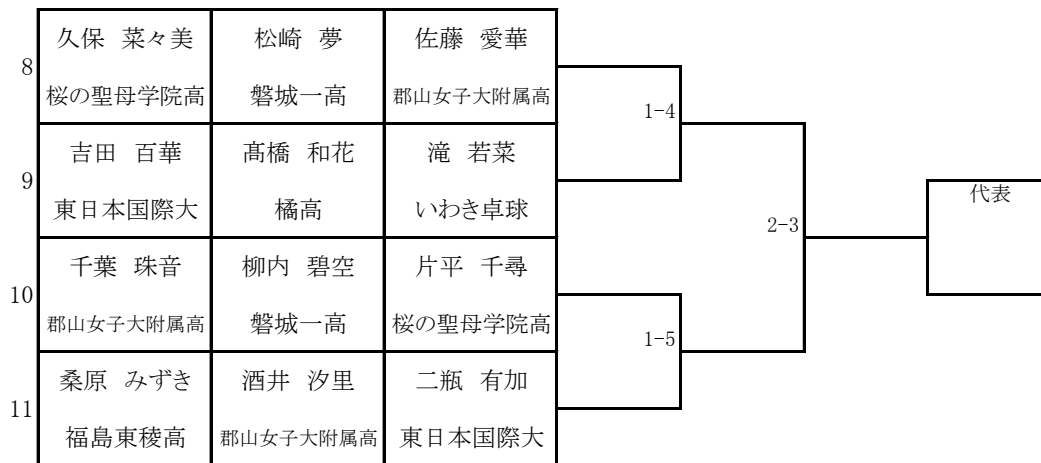 久保 菜々美 松崎 夢 佐藤 愛華
8
桜の聖母学院高 磐城一高 郡山女子大附属高
1-4
吉田 百華 髙橋 和花 滝 若菜
9
代表
東日本国際大 橘高 いわき卓球
2-3
千葉 珠音 柳内 碧空 片平 千尋
10
郡山女子大附属高 磐城一高 桜の聖母学院高
1-5
桑原 みずき 酒井 汐里 二瓶 有加
11
福島東稜高 郡山女子大附属高 東日本国際大